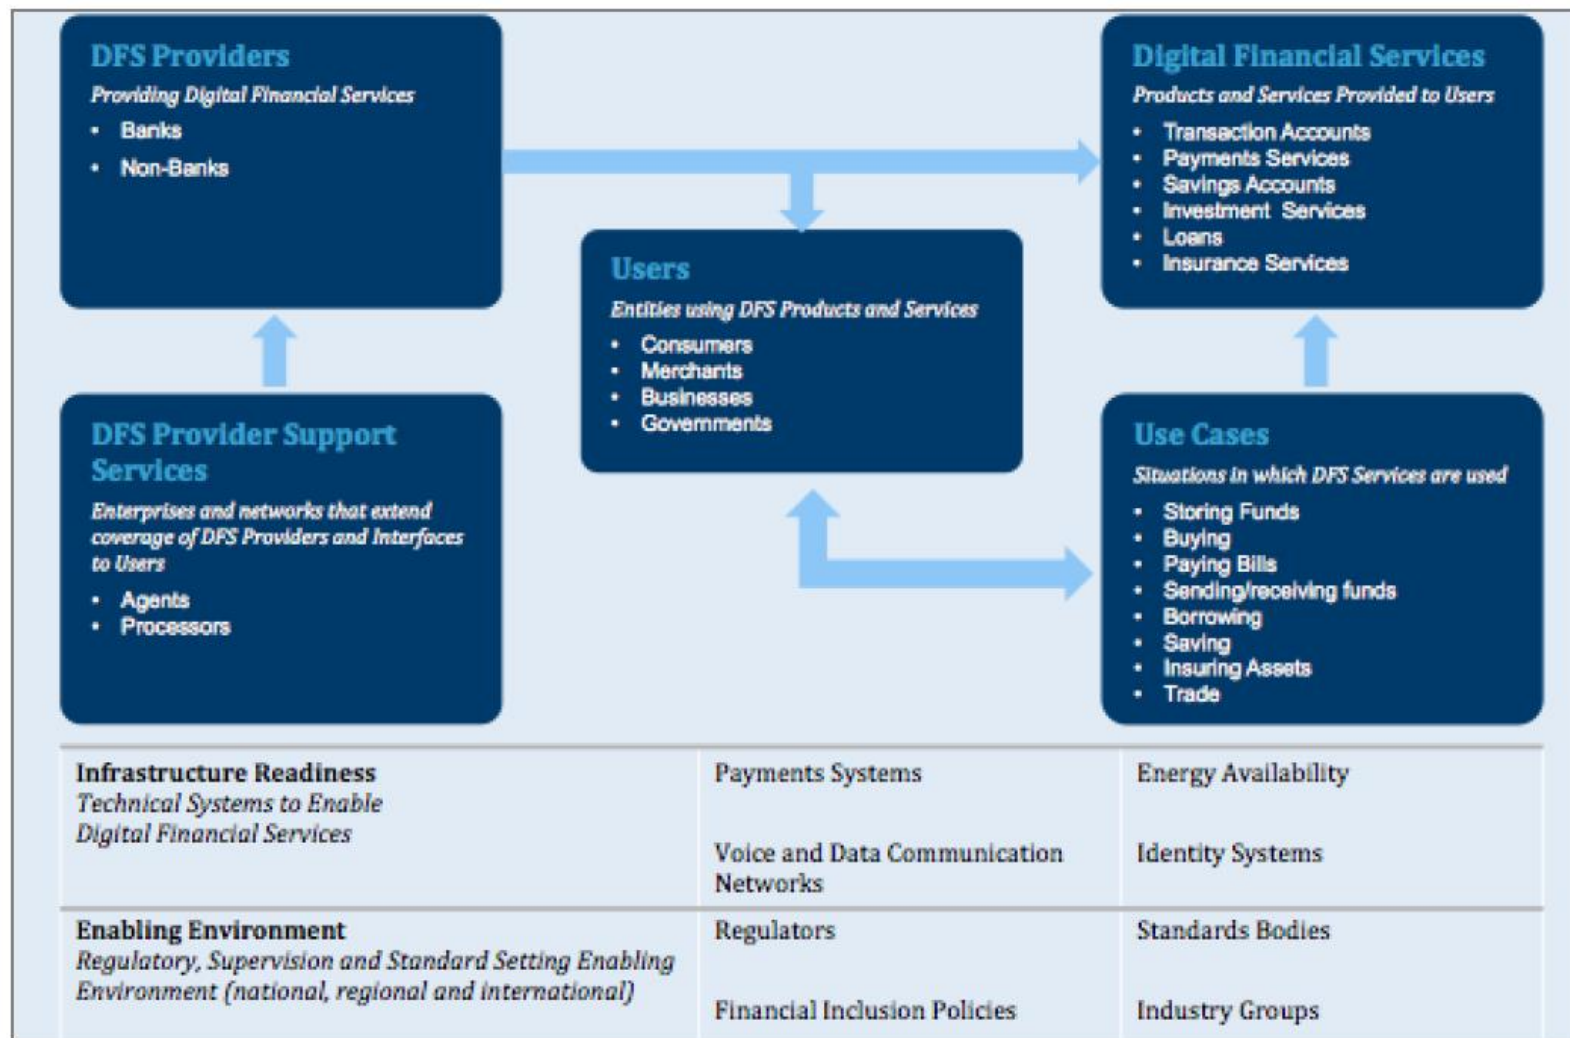 DFS Providers
Providing Digital Financial Services
• Banks
• Non-Banks
Digital Financial Services
Products and Services Provided to Users
• Transaction Accounts
• Payments Services
• Savings Accounts
• Investment Services
• Loans
• Insurance Services
Users
Entities using DFS Products and Services
• Consumers
• Merchants
• Businesses
• Governments
DFS Provider Support
Services
Enterprises and networks that extend
coverage of DFS Providers and Interfaces
to Users
• Agents
• Processors
Use Cases
Situations in which DFS Services are used
• Storing Funds
• Buying
• Paying Bills
• Sending/receiving funds
• Borrowing
• Saving
• Insuring Assets
• Trade
Infrastructure Readiness
Technical Systems to Enable
Digital Financial Services
Payments Systems
Energy Availability
Voice and Data Communication
Networks
Identity Systems
Enabling Environment
Regulatory, Supervision and Standard Setting Enabling
Environment (national, regional and international)
Regulators
Standards Bodies
Financial Inclusion Policies
Industry Groups